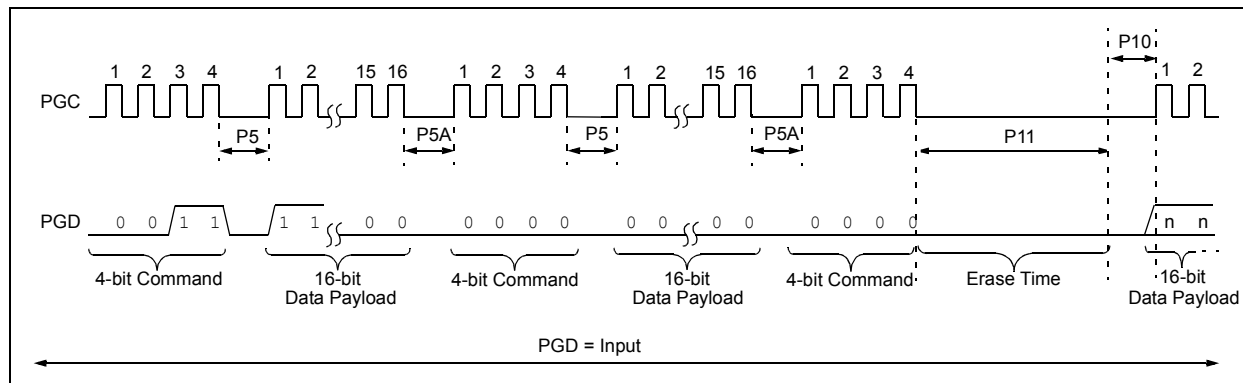 P10
1 2 3 4 1 2 15 16 1 2 3 4 1 2 15 16 1 2 3 4 1 2
PGC
P5 P5A P5 P5A P11
PGD 0 0 1 1 1 1 0 0 0 0 0 0 0 0 0 0 0 0 0 0 n n
4-bit Command 16-bit 4-bit Command 16-bit 4-bit Command Erase Time 16-bit
Data Payload Data Payload Data Payload
PGD = Input